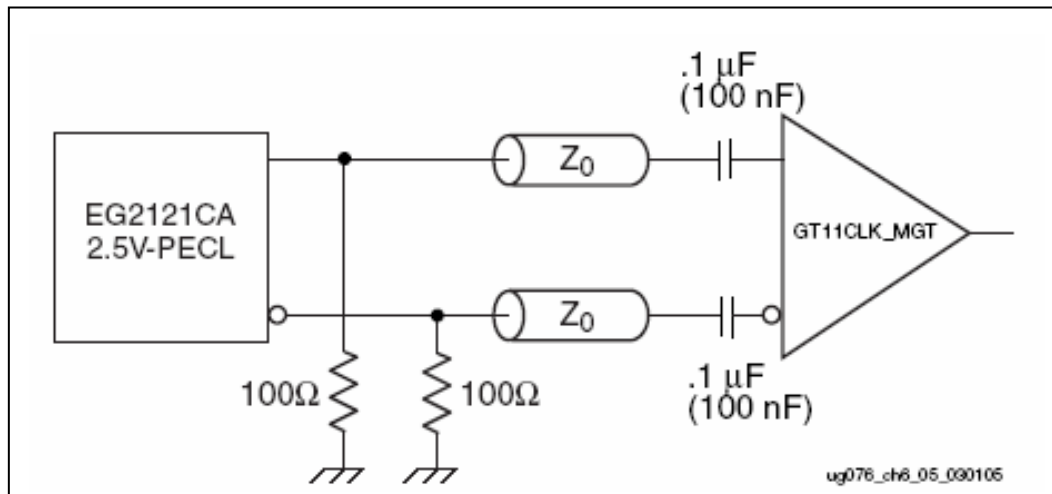 .1 μF
(100 nF)
Z0
EG2121CA
2.5V-PECL
GT11CLK_MGT
Z0
100Ω
100Ω
.1 μF
(100 nF)
ug076_ch6_05_030105